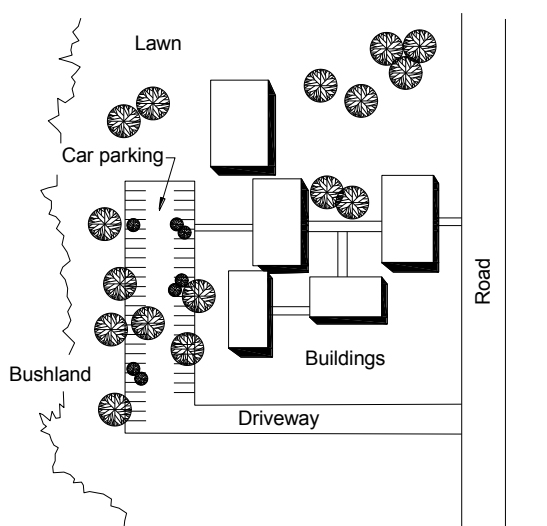 Lawn
Car parking
Road
Buildings
Bushland
Driveway